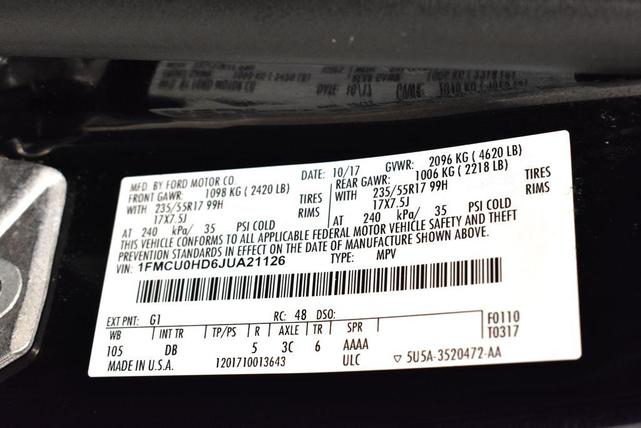 MFD. BY FORD MOTOR CO. DATE: 10/17 GVWR: 2096 KG ( 4620 LB)
FRONT GAWR: 1098 KG ( 2420 LB) REAR GAWR: 1006 KG ( 2218 LB)
WITH 235/55R17 99H TIRES WITH 235/55R17 99H TIRES
17X7.5J RIMS 17X7.5J RIMS
AT 240 kPa/ 35 PSI COLD AT 240 kPa/ 35 PSI COLD
THIS VEHICLE CONFORMS TO ALL APPLICABLE FEDERAL MOTOR VEHICLE SAFETY AND THEFT
PREVENTION STANDARDS IN EFFECT ON THE DATE OF MANUFACTURE SHOWN ABOVE.
VIN: 1FMCU0HD6JUA21126 TYPE: MPV
EXT PNT: G1 RC: 48 DSO: F0110
WB INT TR TP/PS R AXLE TR SPR T0317
105 DB 5 3C 6 AAAA
MADE IN U.S.A. 1201710013643 ULC ▽ 5U5A-3520472-AA